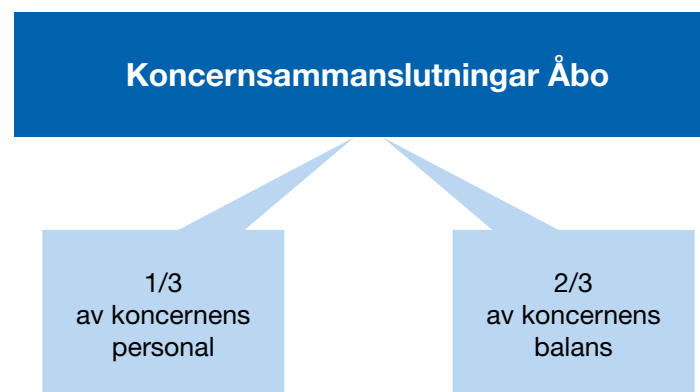 Koncernsammanslutningar Åbo
1/3
av koncernens
personal
2/3
av koncernens
balans